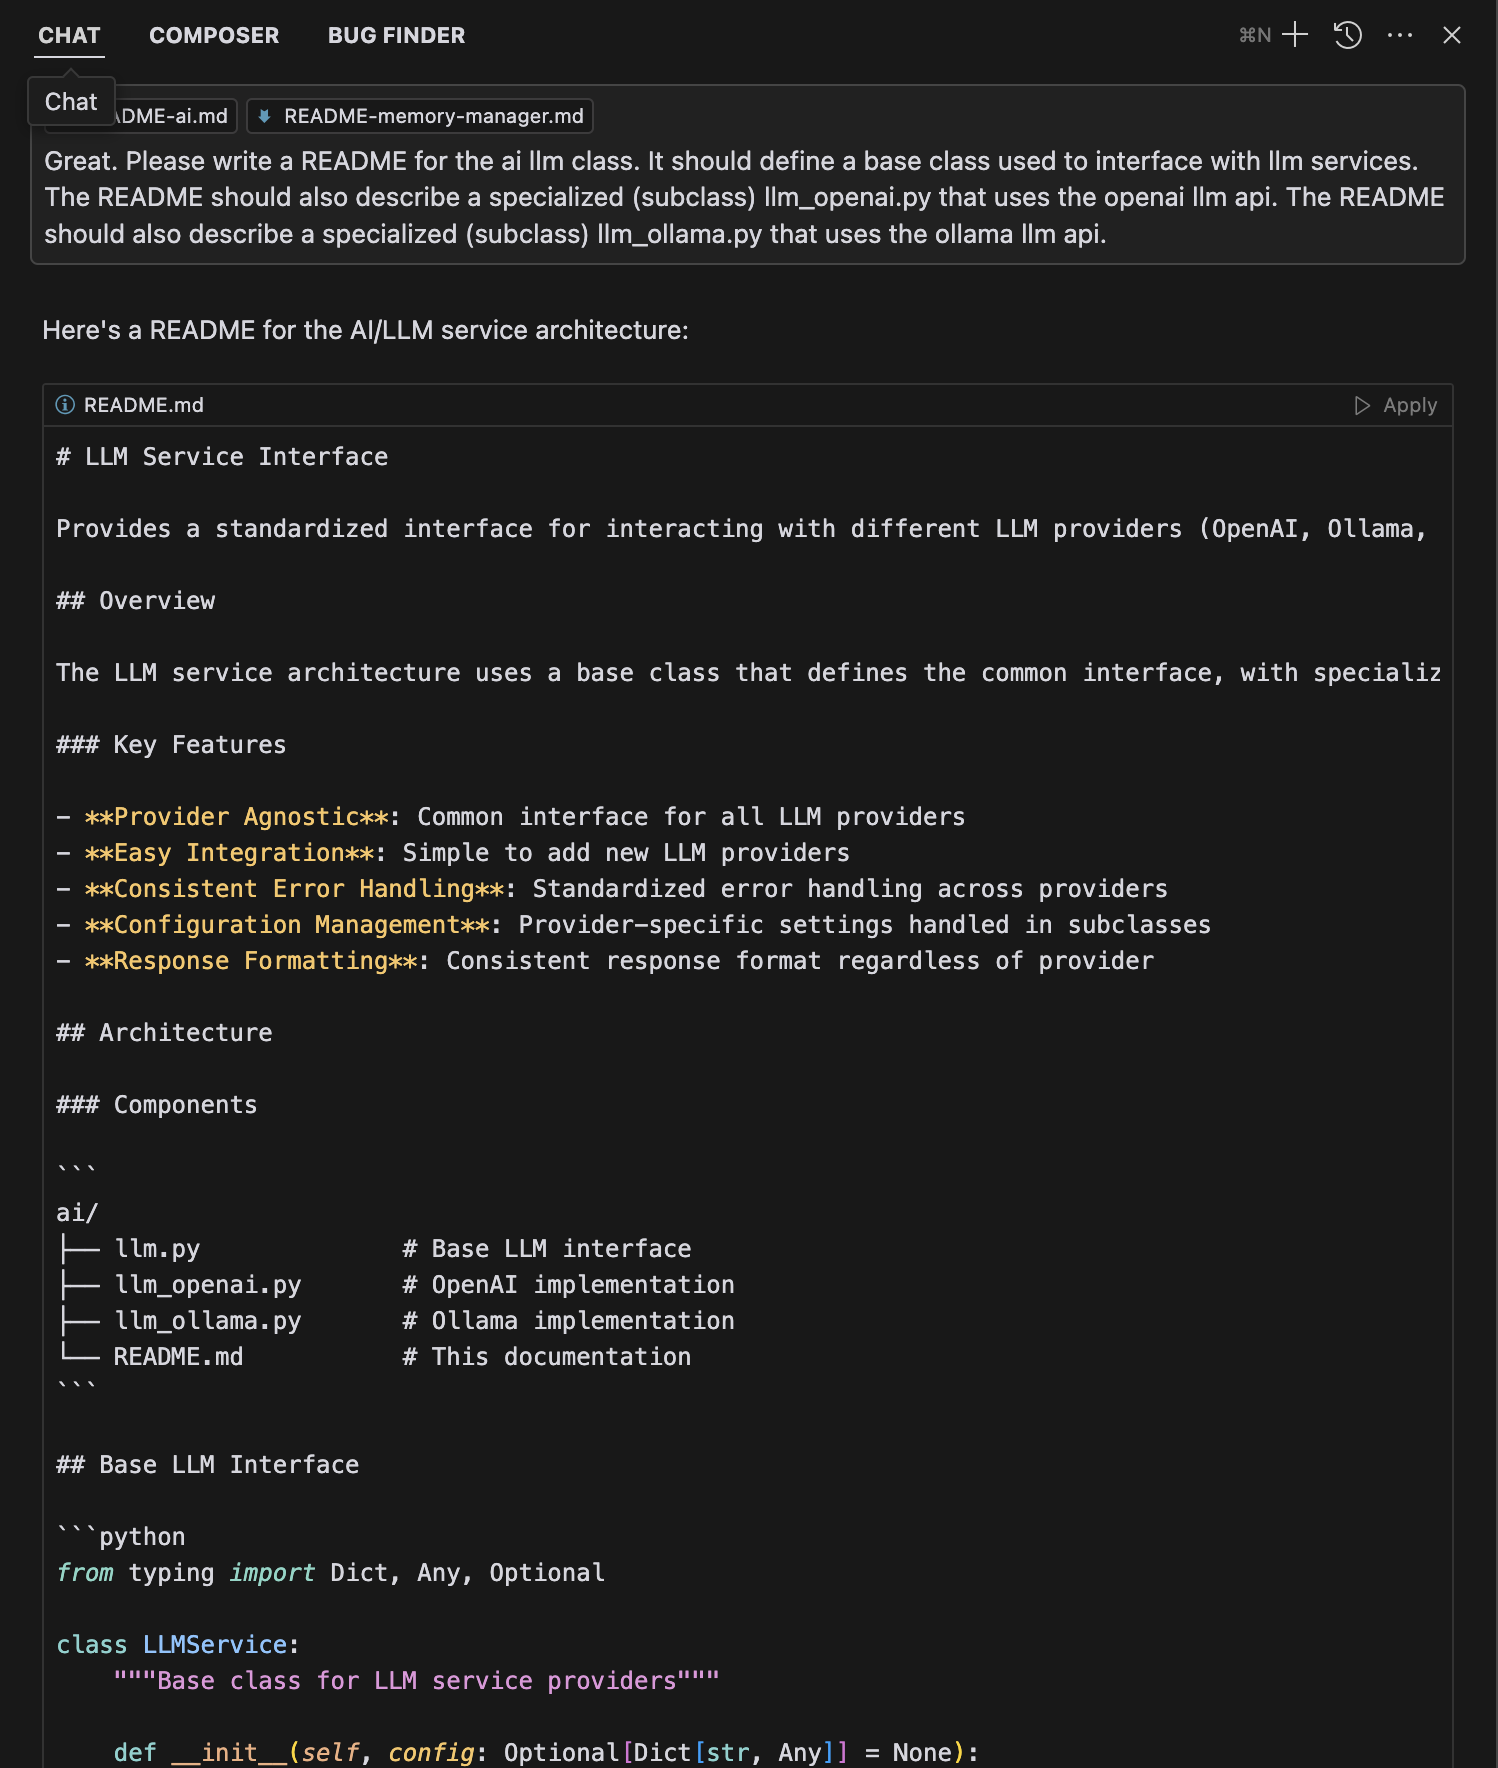 CHAT COMPOSER BUG FINDER ⌘N
Chat
ADME-ai.md README-memory-manager.md
Great. Please write a README for the ai llm class. It should define a base class used to interface with llm services.
The README should also describe a specialized (subclass) llm_openai.py that uses the openai llm api. The README
should also describe a specialized (subclass) llm_ollama.py that uses the ollama llm api.
Here's a README for the AI/LLM service architecture:
README.md Apply
# LLM Service Interface
Provides a standardized interface for interacting with different LLM providers (OpenAI, Ollama,
## Overview
The LLM service architecture uses a base class that defines the common interface, with specializ
### Key Features
- **Provider Agnostic**: Common interface for all LLM providers
- **Easy Integration**: Simple to add new LLM providers
- **Consistent Error Handling**: Standardized error handling across providers
- **Configuration Management**: Provider-specific settings handled in subclasses
- **Response Formatting**: Consistent response format regardless of provider
## Architecture
### Components
```
ai/
├── llm.py # Base LLM interface
├── llm_openai.py # OpenAI implementation
├── llm_ollama.py # Ollama implementation
└── README.md # This documentation
```
## Base LLM Interface
```python
from typing import Dict, Any, Optional
class LLMService:
"""Base class for LLM service providers"""
def __init__(self, config: Optional[Dict[str, Any]] = None):